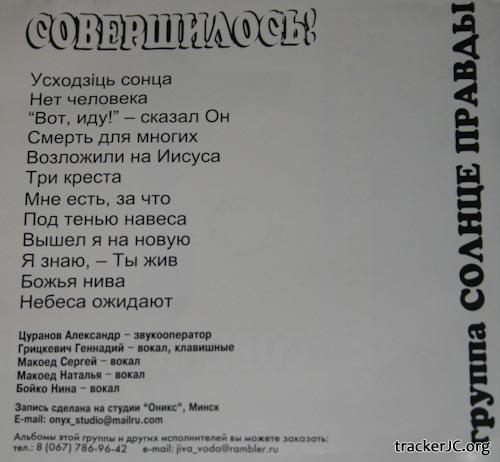 СОВЕРШИЛОСЬ!
Усходзіць сонца
Нет человека
“Вот, иду!” – сказал Он
Смерть для многих
Возложили на Иисуса
Три креста
Мне есть, за что
Под тенью навеса
Вышел я на новую
Я знаю, – Ты жив
Божья нива
Небеса ожидают
Цуранов Александр – звукооператор
Грицкевич Геннадий – вокал, клавишные
Макоед Сергей – вокал
Макоед Наталья – вокал
Бойко Нина – вокал
Запись сделана на студии “Оникс”, Минск
E-mail: onyx_studio@mailru.com
Альбомы этой группы и других исполнителей вы можете заказать:
тел.: 8 (067) 786-96-42 e-mail: jiva_voda@rambler.ru
группа СОЛНЦЕ ПРАВДЫ
trackerJC.org